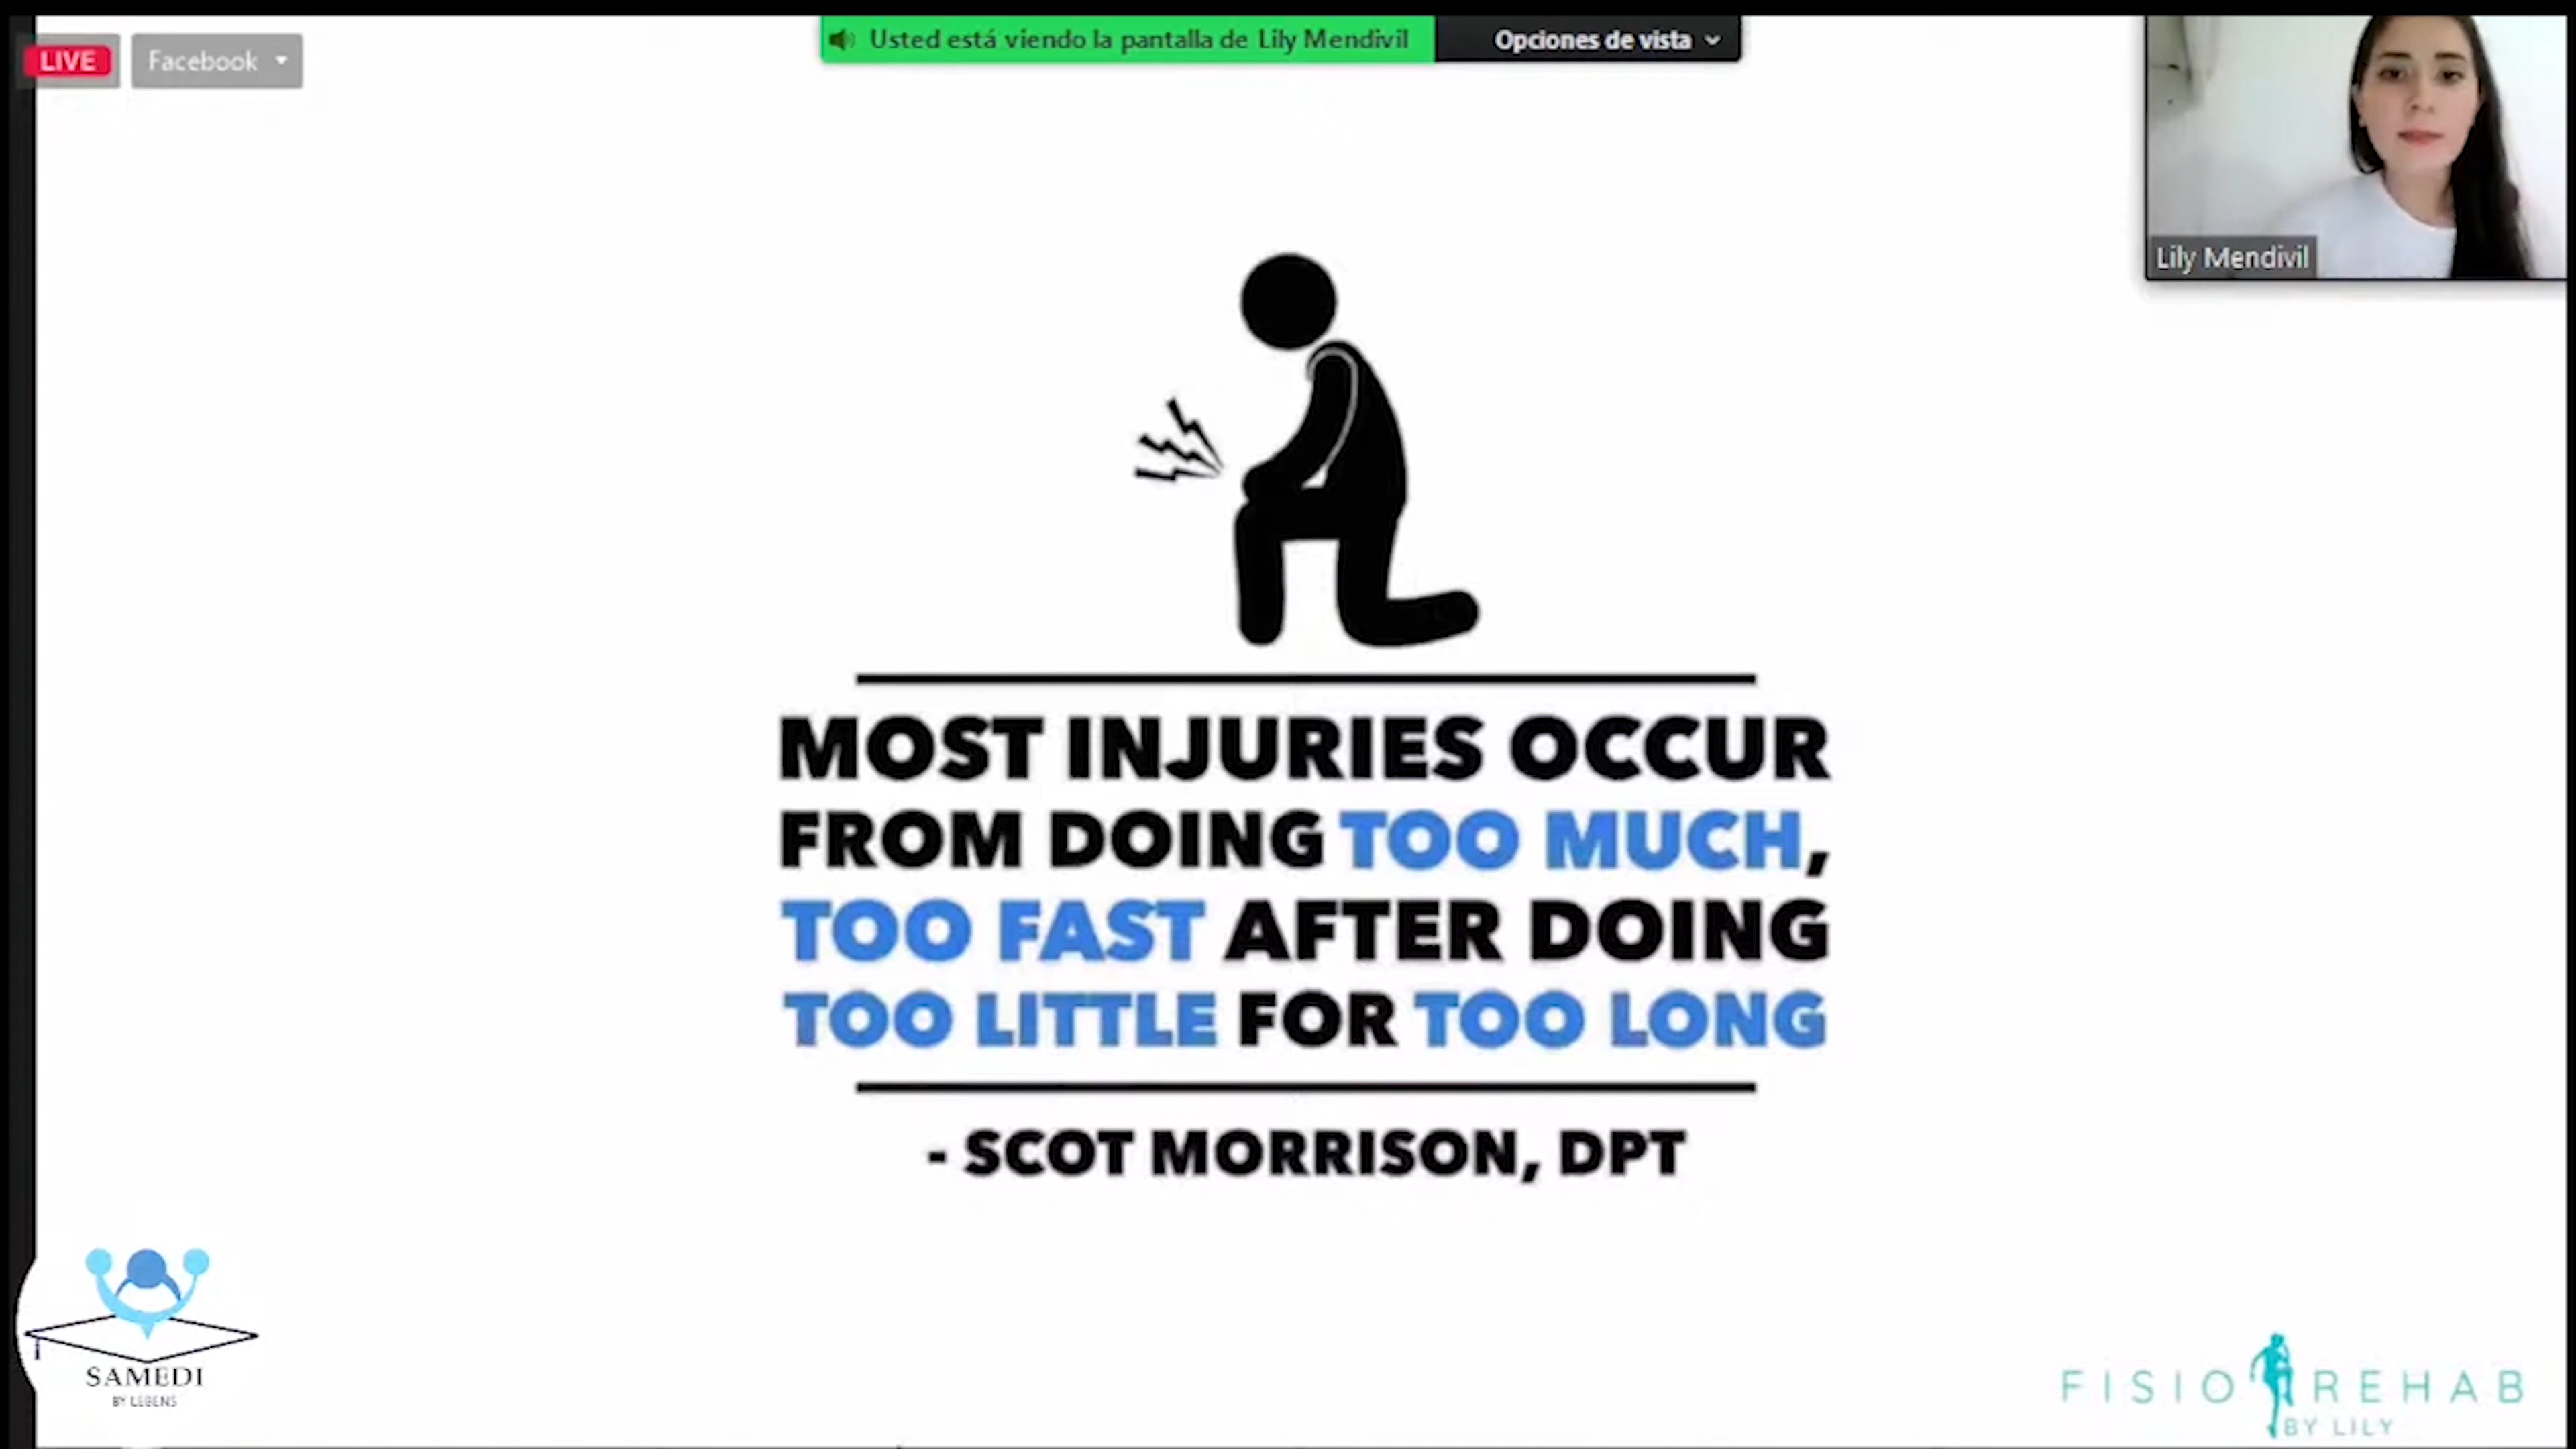 LIVE
Facebook
Usted está viendo la pantalla de Lily Mendivil
Opciones de vista
Lily Mendivil
MOST INJURIES OCCUR
FROM DOING TOO MUCH,
TOO FAST AFTER DOING
TOO LITTLE FOR TOO LONG
- SCOT MORRISON, DPT
SAMEDI
BY LEBENS
FISIO REHAB
BY LILY